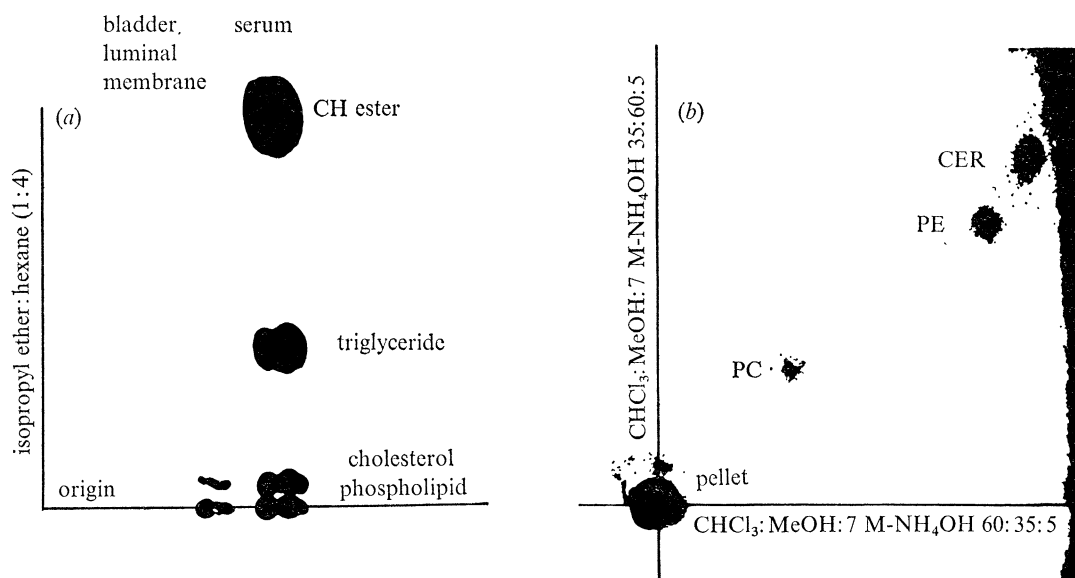 bladder, serum
luminal
membrane
(a)
CH ester
isopropyl ether:hexane (1:4)
triglyceride
cholesterol
origin phospholipid
(b)
CHCl₃:MeOH:7 M-NH₄OH 35:60:5
CER
PE
PC
pellet
CHCl₃:MeOH:7 M-NH₄OH 60:35:5